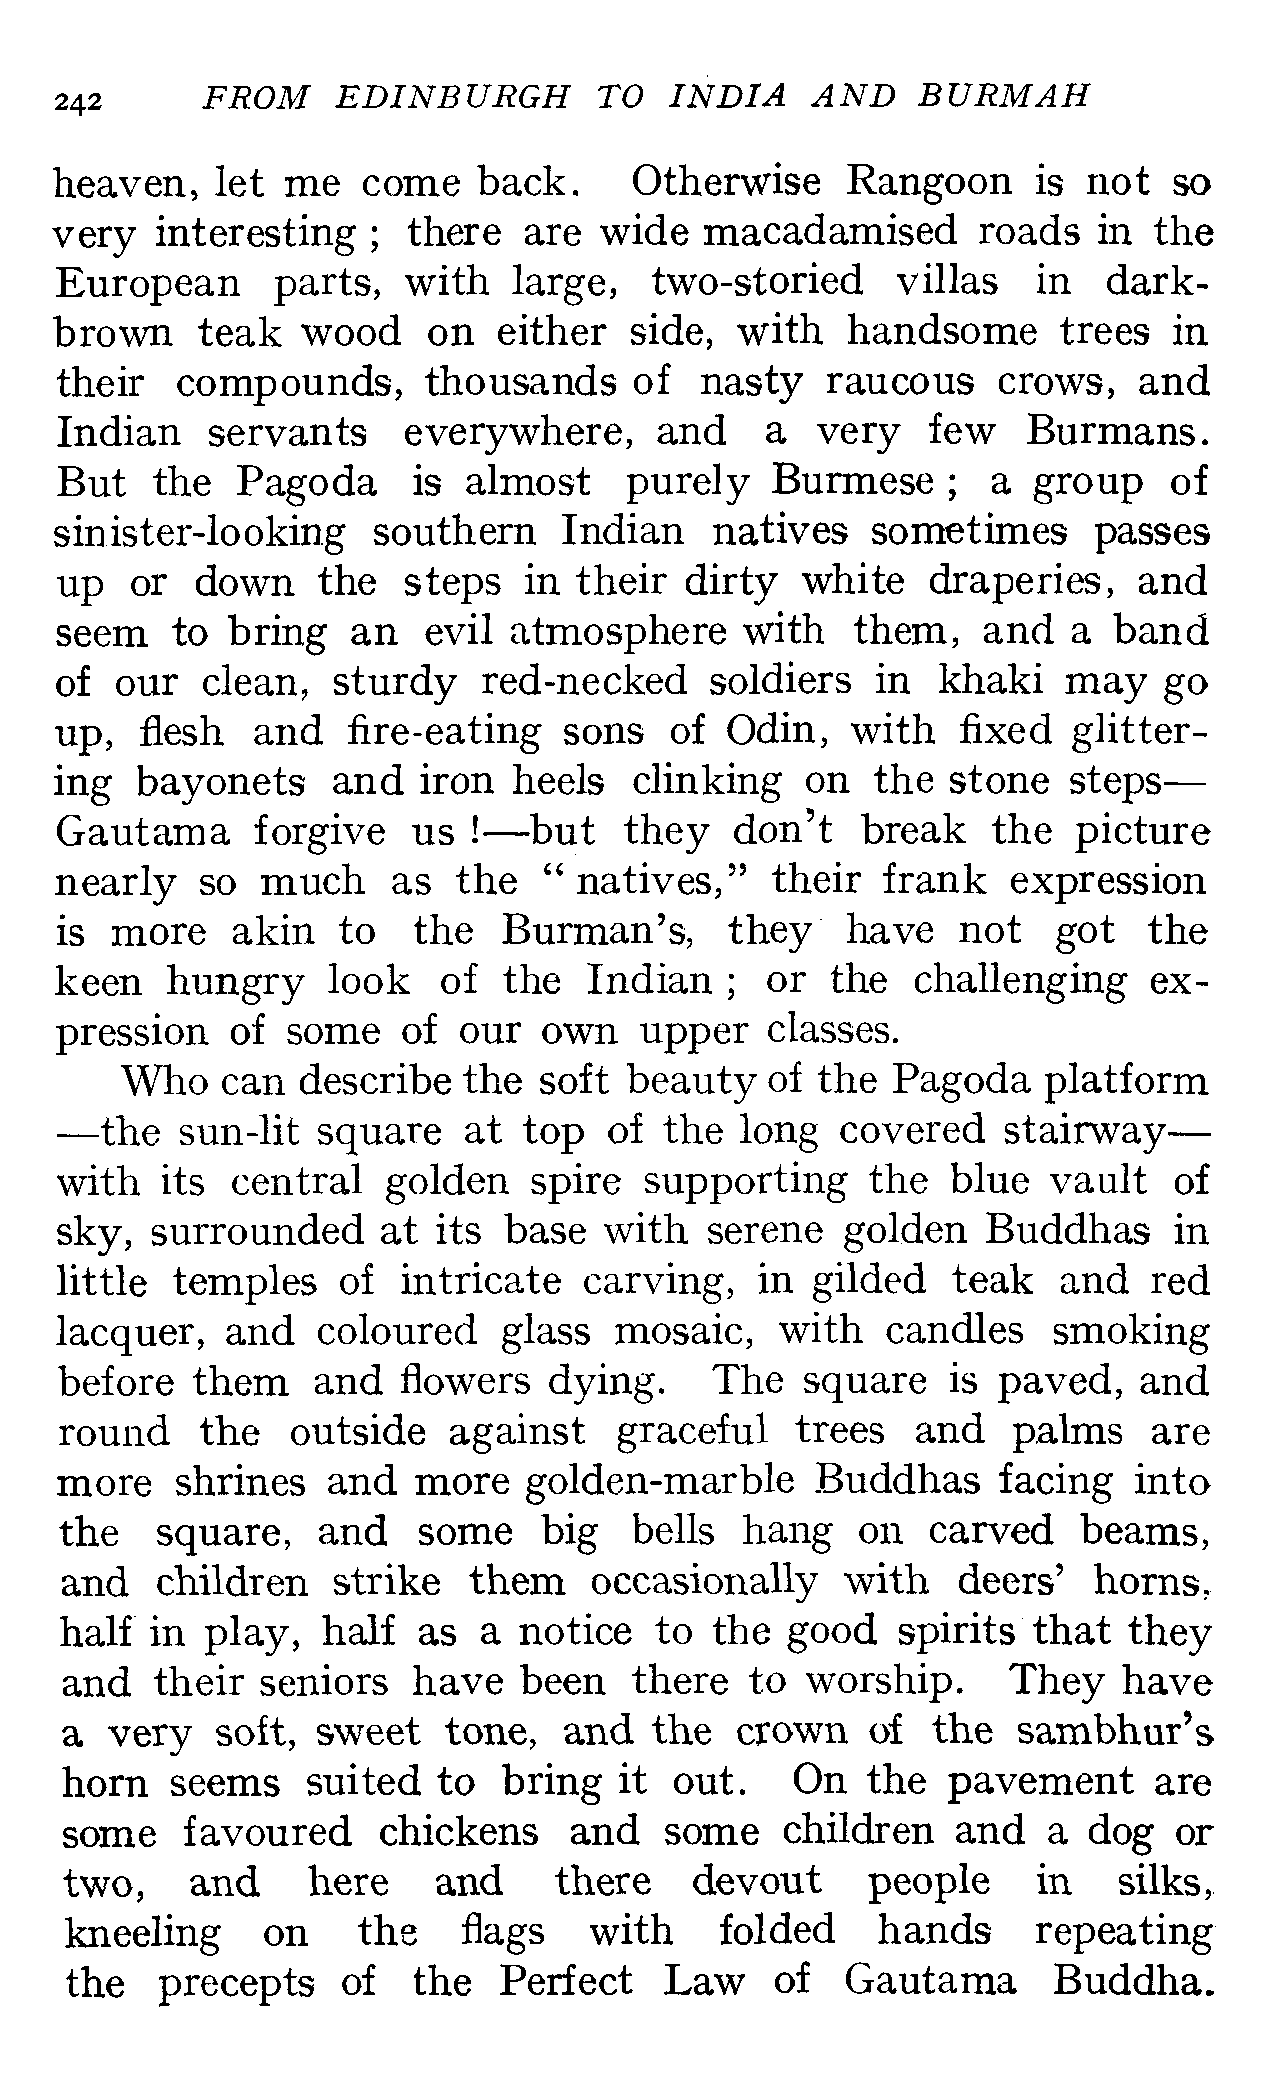 242 FROM EDINBURGH TO INDIA AND BURMAH
heaven, let me come back. Otherwise Rangoon is not so
very interesting ; there are wide macadamised roads in the
European parts, with large, two-storied villas in dark-
brown teak wood on either side, with handsome trees in
their compounds, thousands of nasty raucous crows, and
Indian servants everywhere, and a very few Burmans.
But the Pagoda is almost purely Burmese ; a group of
sinister-looking southern Indian natives sometimes passes
up or down the steps in their dirty white draperies, and
seem to bring an evil atmosphere with them, and a band
of our clean, sturdy red-necked soldiers in khaki may go
up, flesh and fire-eating sons of Odin, with fixed glitter-
ing bayonets and iron heels clinking on the stone steps—
Gautama forgive us !—but they don't break the picture
nearly so much as the “ natives,” their frank expression
is more akin to the Burman's, they have not got the
keen hungry look of the Indian ; or the challenging ex-
pression of some of our own upper classes.
Who can describe the soft beauty of the Pagoda platform
—the sun-lit square at top of the long covered stairway—
with its central golden spire supporting the blue vault of
sky, surrounded at its base with serene golden Buddhas in
little temples of intricate carving, in gilded teak and red
lacquer, and coloured glass mosaic, with candles smoking
before them and flowers dying. The square is paved, and
round the outside against graceful trees and palms are
more shrines and more golden-marble Buddhas facing into
the square, and some big bells hang on carved beams,
and children strike them occasionally with deers' horns,
half in play, half as a notice to the good spirits that they
and their seniors have been there to worship. They have
a very soft, sweet tone, and the crown of the sambhur's
horn seems suited to bring it out. On the pavement are
some favoured chickens and some children and a dog or
two, and here and there devout people in silks,
kneeling on the flags with folded hands repeating
the precepts of the Perfect Law of Gautama Buddha.